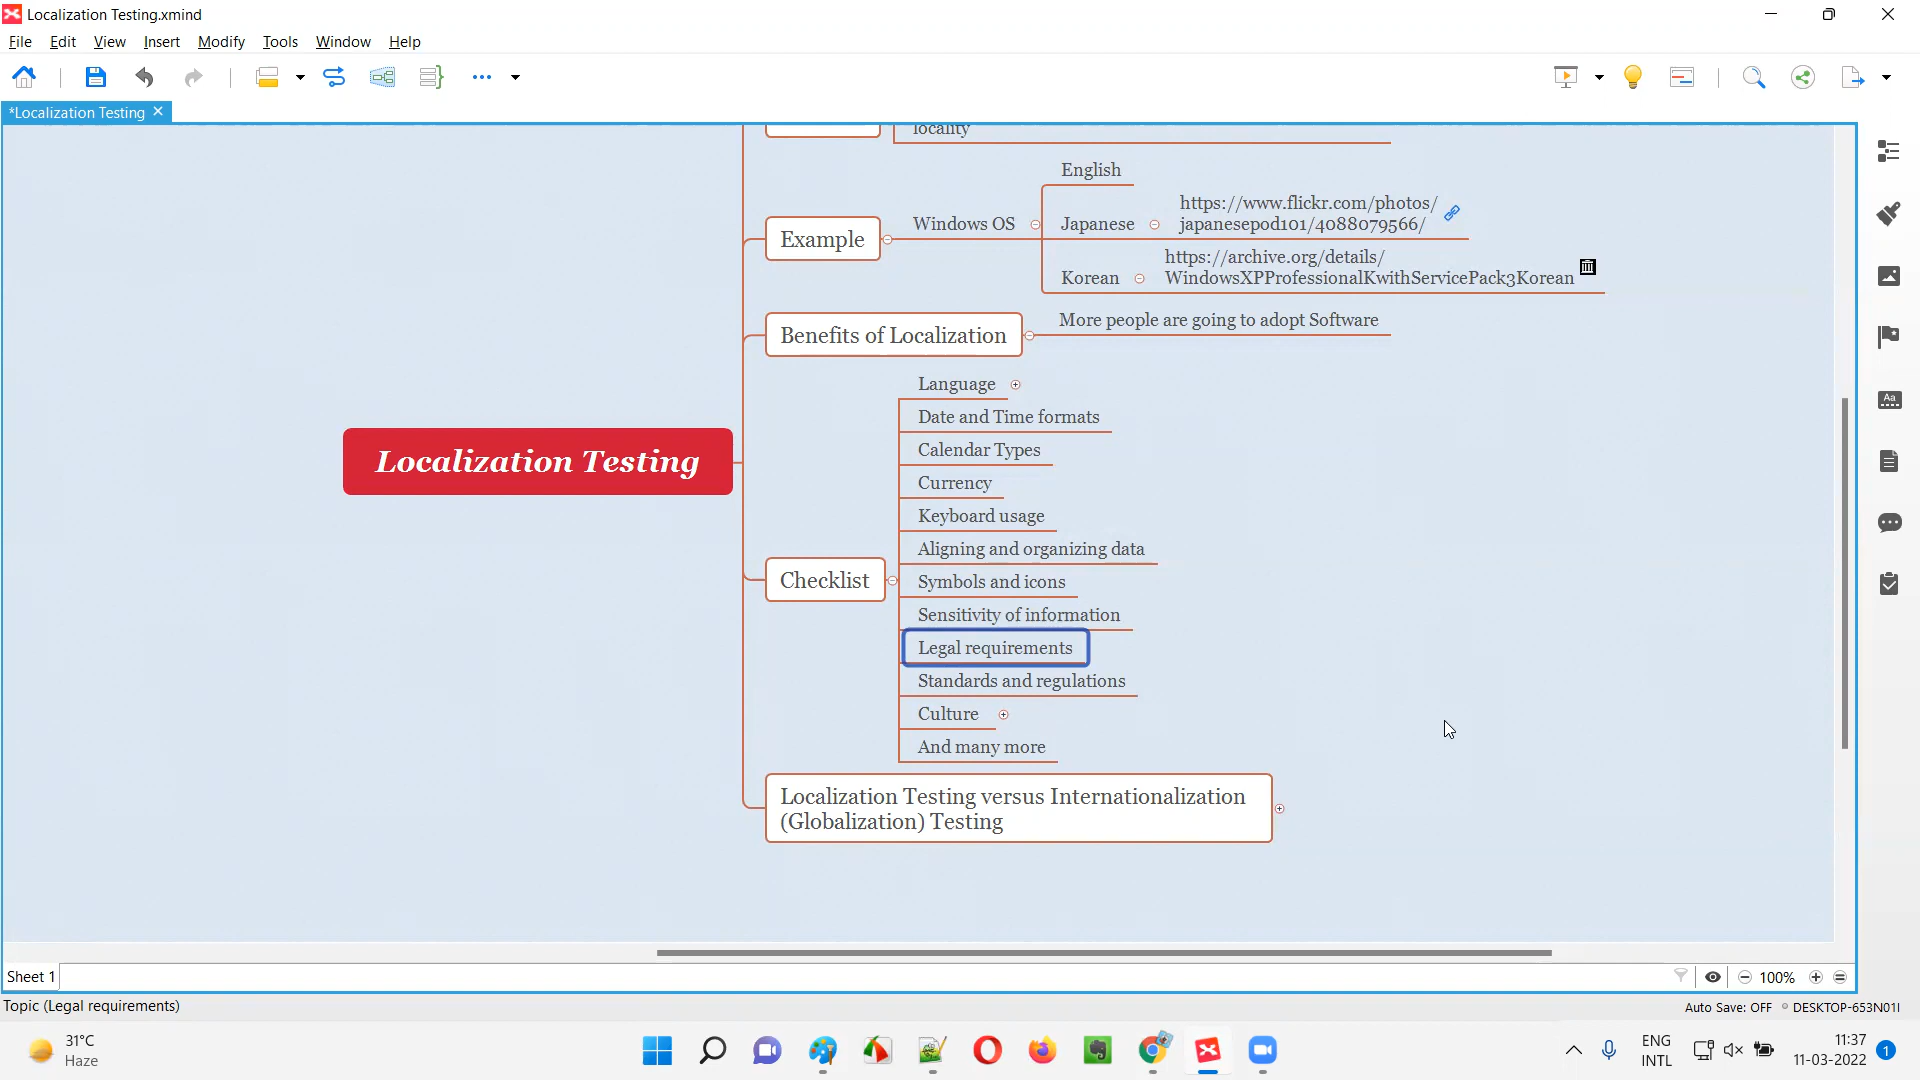 Localization Testing.xmind
File Edit View Insert Modify Tools Window Help
*Localization Testing
locality
English
Example
Windows OS
Japanese
https://www.flickr.com/photos/
japanesepod101/4088079566/
Korean
https://archive.org/details/
WindowsXPProfessionalKwithServicePack3Korean
Benefits of Localization
More people are going to adopt Software
Localization Testing
Checklist
Language
Date and Time formats
Calendar Types
Currency
Keyboard usage
Aligning and organizing data
Symbols and icons
Sensitivity of information
Legal requirements
Standards and regulations
Culture
And many more
Localization Testing versus Internationalization
(Globalization) Testing
Aa
Sheet 1
100%
Topic (Legal requirements)
Auto Save: OFF
DESKTOP-653N01I
31°C
Haze
ENG
INTL
11:37
11-03-2022
1